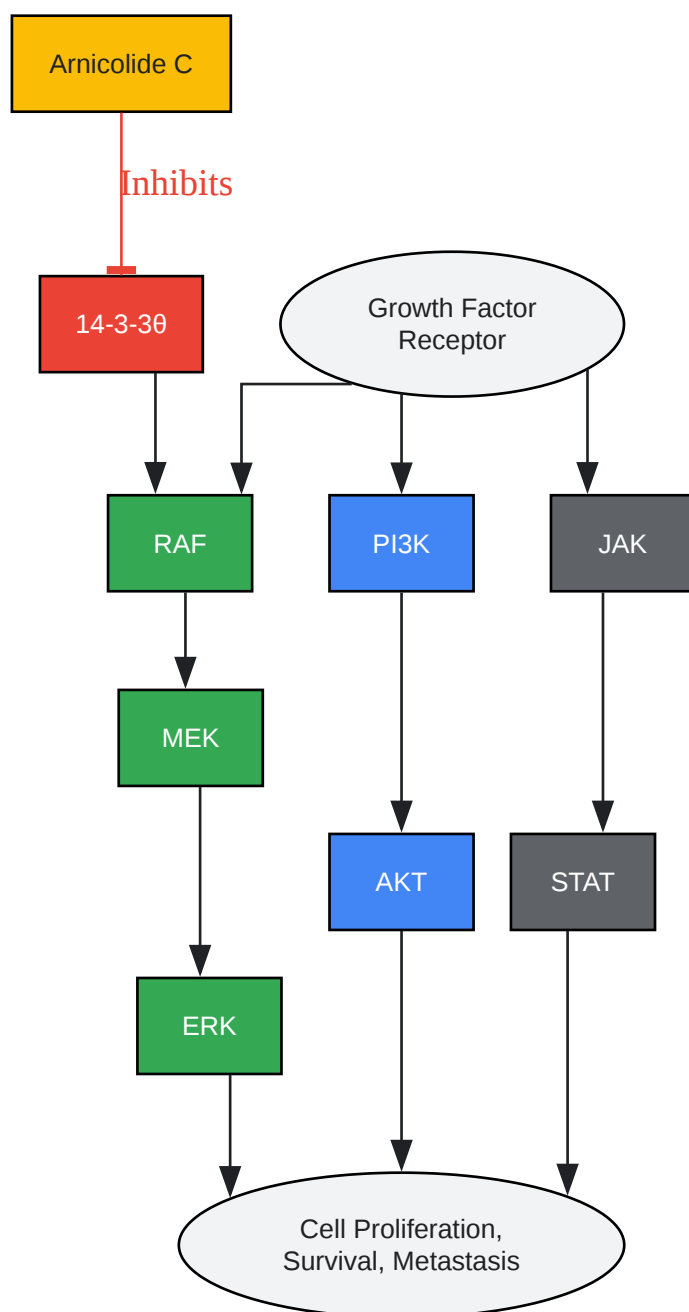 Arnicolide C
Inhibits
14-3-3θ
Growth Factor
Receptor
RAF
PI3K
JAK
MEK
AKT
STAT
ERK
Cell Proliferation,
Survival, Metastasis